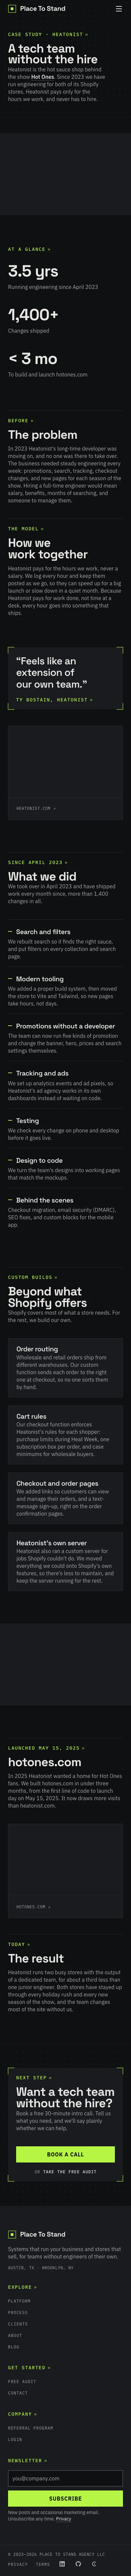 Place To Stand
CASE STUDY · HEATONIST
A tech team
without the hire
Heatonist is the hot sauce shop behind
the show Hot Ones. Since 2023 we have
run engineering for both of its Shopify
stores. Heatonist pays only for the
hours we work, and never has to hire.
AT A GLANCE
3.5 yrs
Running engineering since April 2023
1,400+
Changes shipped
< 3 mo
To build and launch hotones.com
BEFORE
The problem
In 2023 Heatonist's long-time developer was
moving on, and the store had to take over.
The business needed steady engineering every
week: promotions, search, tracking, checkout
changes, and new pages for each season of the
show. Hiring a full-time engineer would mean
salary, benefits, months of searching, and
someone to manage them.
THE MODEL
How we
work together
Heatonist pays for the hours we work, never a
salary. We log every hour and keep the store
posted as we go, so they can speed up for a big
launch or slow down in a quiet month. Because
Heatonist pays for work done, not time at a
desk, every hour goes into something that
ships.
“Feels like an
extension of
our own team.”
TY BOSTAIN, HEATONIST
HEATONIST.COM
SINCE APRIL 2023
What we did
We took over in April 2023 and have shipped
work every month since, more than 1,400
changes in all.
Search and filters
We rebuilt search so it finds the right sauce,
and put filters on every collection and search
page.
Modern tooling
We added a proper build system, then moved
the store to Vite and Tailwind, so new pages
take hours, not days.
Promotions without a developer
The team can now run five kinds of promotion
and change the banner, hero, prices and search
settings themselves.
Tracking and ads
We set up analytics events and ad pixels, so
Heatonist's ad agency works in its own
dashboards instead of waiting on code.
Testing
We check every change on phone and desktop
before it goes live.
Design to code
We turn the team's designs into working pages
that match the mockups.
Behind the scenes
Checkout migration, email security (DMARC),
SEO fixes, and custom blocks for the mobile
app.
CUSTOM BUILDS
Beyond what
Shopify offers
Shopify covers most of what a store needs. For
the rest, we build our own.
Order routing
Wholesale and retail orders ship from
different warehouses. Our custom
function sends each order to the right
one at checkout, so no one sorts them
by hand.
Cart rules
Our checkout function enforces
Heatonist's rules for each shopper:
purchase limits during Heat Week, one
subscription box per order, and case
minimums for wholesale buyers.
Checkout and order pages
We added links so customers can view
and manage their orders, and a text-
message sign-up, right on the order
confirmation pages.
Heatonist's own server
Heatonist also ran a custom server for
jobs Shopify couldn't do. We moved
everything we could onto Shopify's own
features, so there's less to maintain, and
keep the server running for the rest.
LAUNCHED MAY 15, 2025
hotones.com
In 2025 Heatonist wanted a home for Hot Ones
fans. We built hotones.com in under three
months, from the first lines of code to launch
day on May 15, 2025. It now draws more visits
than heatonist.com.
HOTONES.COM
TODAY
The result
Heatonist runs two busy stores with the output
of a dedicated team, for about a third less than
one junior engineer. Both stores have stayed up
through every holiday rush and every new
season of the show, and the team changes
most of the site without us.
NEXT STEP
Want a tech team
without the hire?
Book a free 30-minute intro call. Tell us
what you need, and we'll say plainly
whether we can help.
BOOK A CALL
OR TAKE THE FREE AUDIT
Place To Stand
Systems that run your business and stores that
sell, for teams without engineers of their own.
AUSTIN, TX · BROOKLYN, NY
EXPLORE
PLATFORM
PROCESS
CLIENTS
ABOUT
BLOG
GET STARTED
FREE AUDIT
CONTACT
COMPANY
REFERRAL PROGRAM
LOGIN
NEWSLETTER
you@company.com
SUBSCRIBE
New posts and occasional marketing email.
Unsubscribe any time. Privacy
© 2023–2026 PLACE TO STAND AGENCY LLC
PRIVACY TERMS